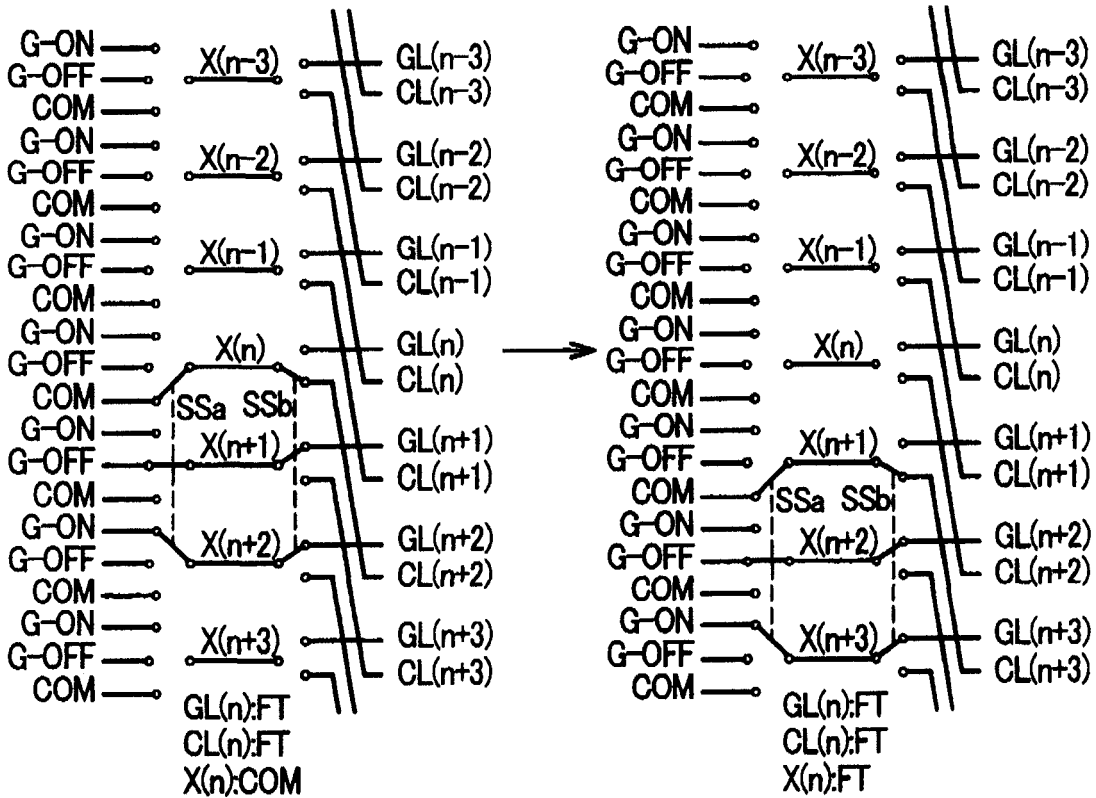 G-ON
G-OFF
COM
G-ON
G-OFF
COM
G-ON
G-OFF
COM
G-ON
G-OFF
COM
G-ON
G-OFF
COM
G-ON
G-OFF
COM
G-ON
G-OFF
COM
X(n-3)
X(n-2)
X(n-1)
X(n)
SSa SSb
X(n+1)
X(n+2)
X(n+3)
GL(n-3)
CL(n-3)
GL(n-2)
CL(n-2)
GL(n-1)
CL(n-1)
GL(n)
CL(n)
GL(n+1)
CL(n+1)
GL(n+2)
CL(n+2)
GL(n+3)
CL(n+3)
GL(n):FT
CL(n):FT
X(n):COM
G-ON
G-OFF
COM
G-ON
G-OFF
COM
G-ON
G-OFF
COM
G-ON
G-OFF
COM
G-ON
G-OFF
COM
G-ON
G-OFF
COM
G-ON
G-OFF
COM
X(n-3)
X(n-2)
X(n-1)
X(n)
X(n+1)
SSa SSb
X(n+2)
X(n+3)
GL(n-3)
CL(n-3)
GL(n-2)
CL(n-2)
GL(n-1)
CL(n-1)
GL(n)
CL(n)
GL(n+1)
CL(n+1)
GL(n+2)
CL(n+2)
GL(n+3)
CL(n+3)
GL(n):FT
CL(n):FT
X(n):FT